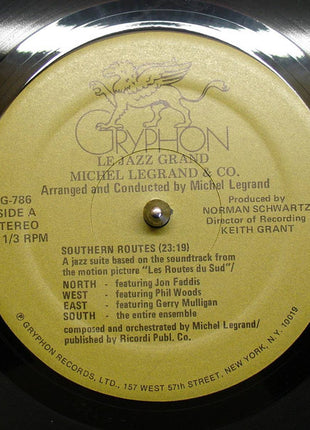 GRYPHON
LE JAZZ GRAND
MICHEL LEGRAND & CO.
Arranged and Conducted by Michel Legrand
G-786
SIDE A
STEREO
1/3 RPM
Produced by
NORMAN SCHWARTZ
Director of Recording
KEITH GRANT
SOUTHERN ROUTES (23:19)
A jazz suite based on the soundtrack from
the motion picture "Les Routes du Sud"/
NORTH - featuring Jon Faddis
WEST - featuring Phil Woods
EAST - featuring Gerry Mulligan
SOUTH - the entire ensemble
composed and orchestrated by Michel Legrand/
published by Ricordi Publ. Co.
℗ GRYPHON RECORDS, LTD., 157 WEST 57th STREET, NEW YORK, N.Y. 10019